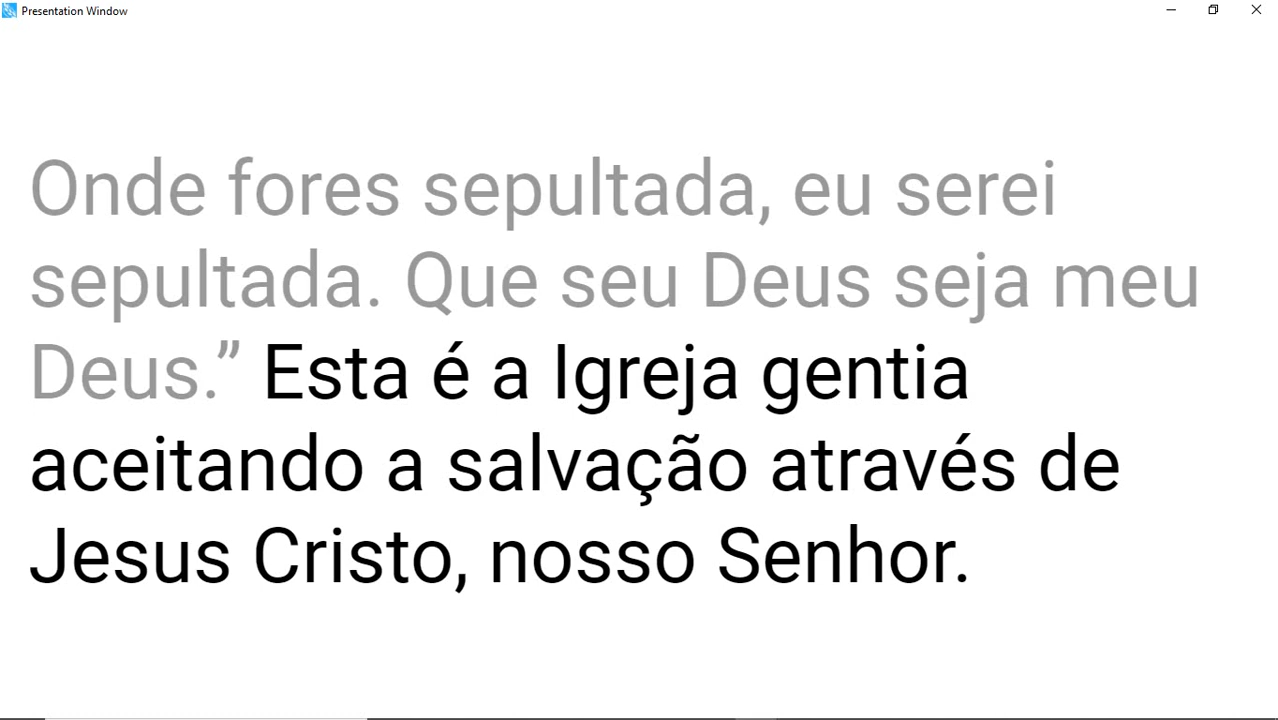 Presentation Window
Onde fores sepultada, eu serei
sepultada. Que seu Deus seja meu
Deus.” Esta é a Igreja gentia
aceitando a salvação através de
Jesus Cristo, nosso Senhor.